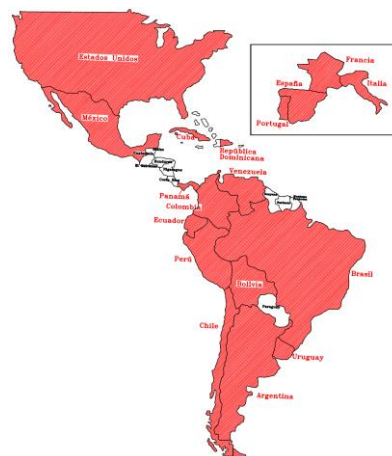 Estados Unidos
Francia
España
Italia
Portugal
México
Cuba
República
Dominicana
Venezuela
Panamá
Colombia
Ecuador
Perú
Brasil
Bolivia
Paraguay
Chile
Uruguay
Argentina